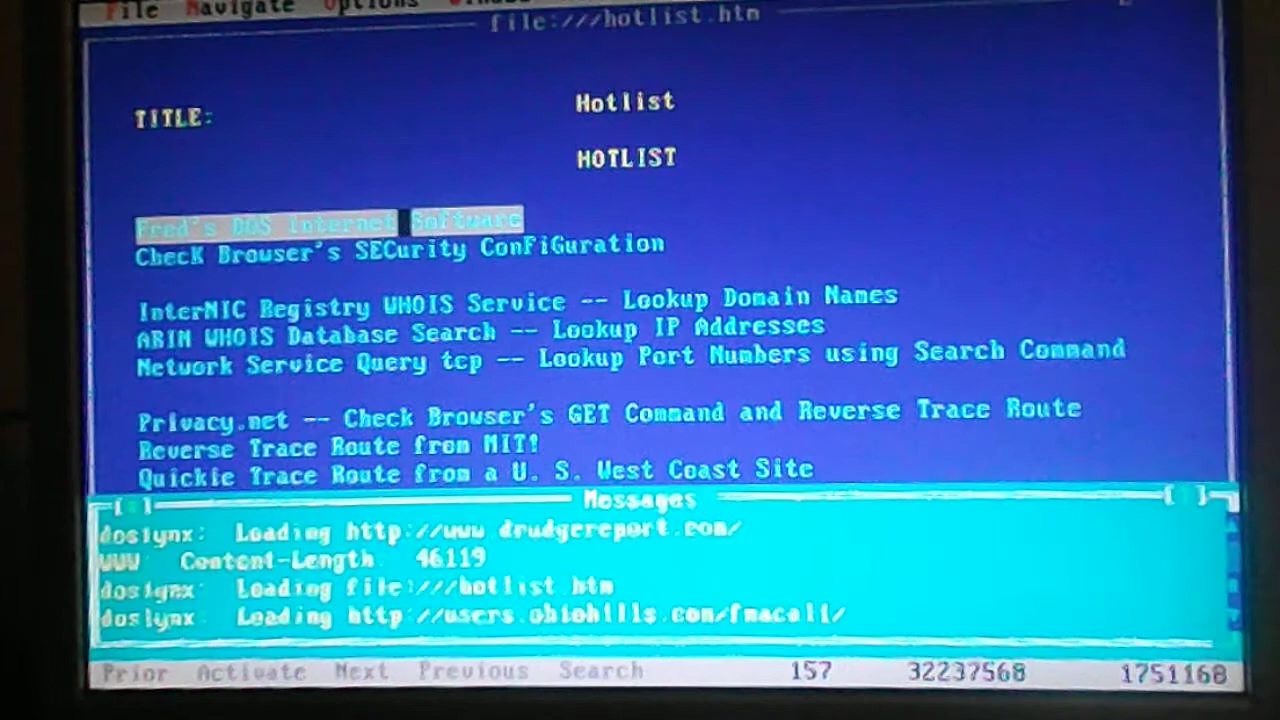 File Navigate Options Window
file:///hotlist.htm
TITLE: Hotlist
HOTLIST
Fred's DOS Internet Software
ChecK Browser's SECurity ConFiGuration
InterNIC Registry WHOIS Service -- Lookup Domain Names
ARIN WHOIS Database Search -- Lookup IP Addresses
Network Service Query tcp -- Lookup Port Numbers using Search Command
Privacy.net -- Check Browser's GET Command and Reverse Trace Route
Reverse Trace Route from MIT!
Quickie Trace Route from a U. S. West Coast Site
Messages
doslynx: Loading http://www.drudgereport.com/
WWW Content-Length 46119
doslynx: Loading file:///hotlist.htm
doslynx: Loading http://users.ohiohills.com/fmacall/
Prior Activate Next Previous Search 157 32237568 1751168